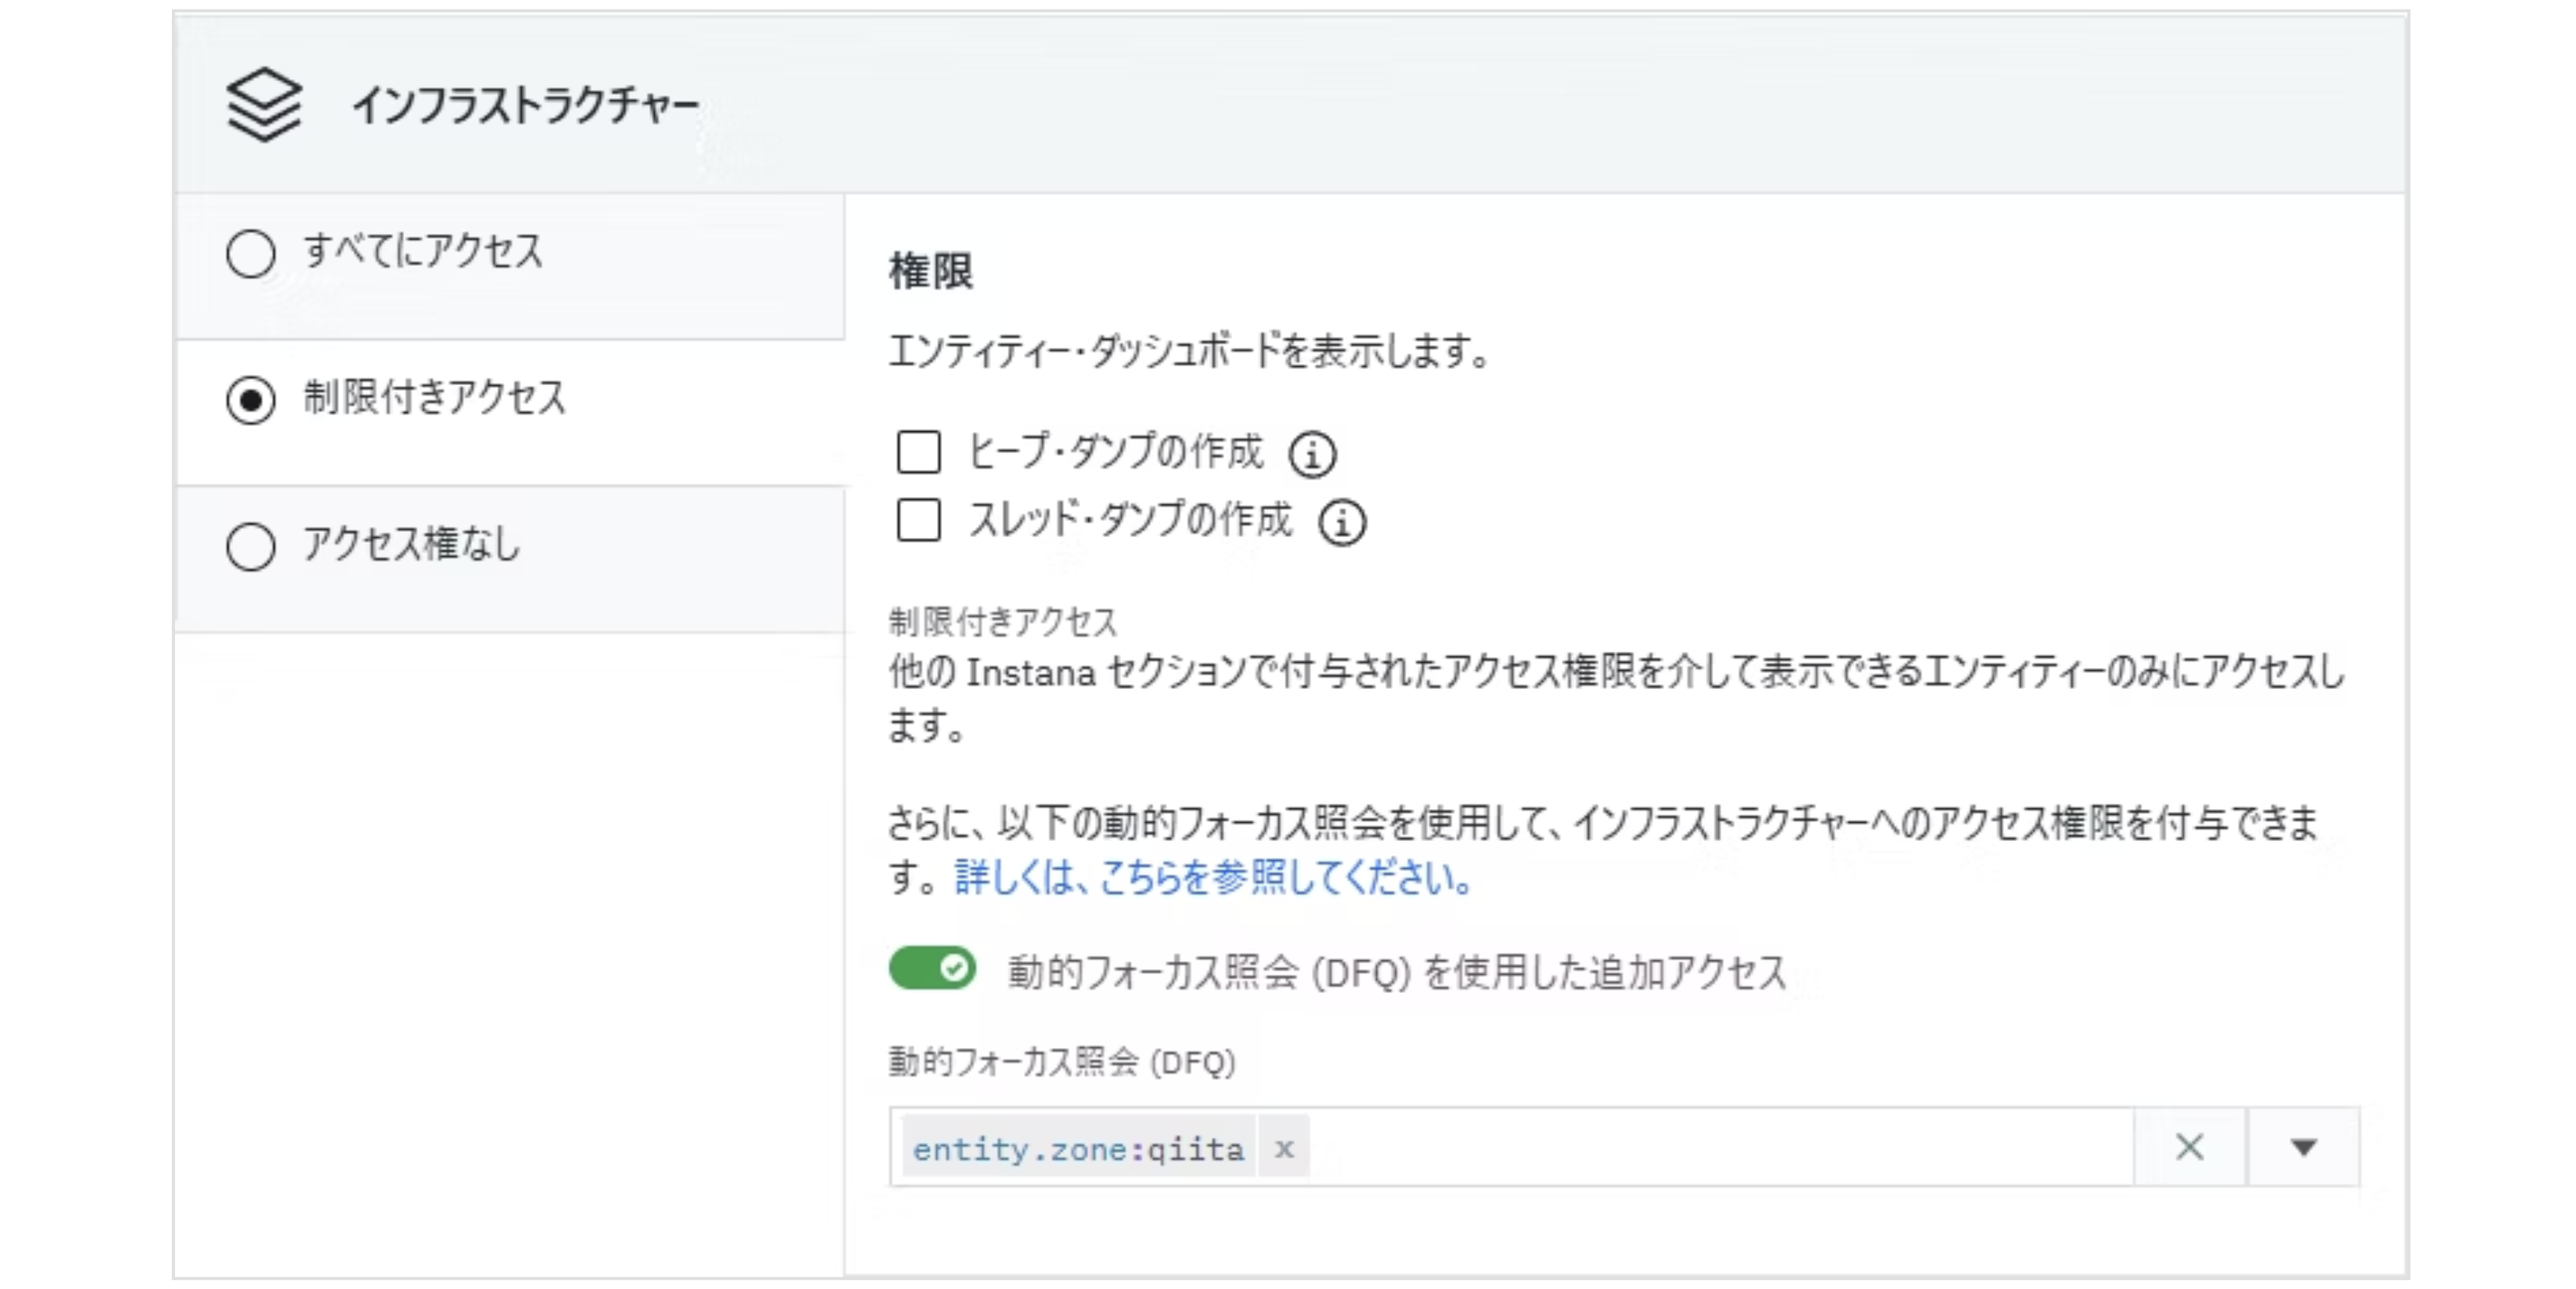 インフラストラクチャー
すべてにアクセス
制限付きアクセス
アクセス権なし
権限
エンティティー・ダッシュボードを表示します。
ヒープ・ダンプの作成
スレッド・ダンプの作成
制限付きアクセス
他の Instana セクションで付与されたアクセス権限を介して表示できるエンティティーのみにアクセスし
ます。
さらに、以下の動的フォーカス照会を使用して、インフラストラクチャーへのアクセス権限を付与できま
す。詳しくは、こちらを参照してください。
動的フォーカス照会 (DFQ) を使用した追加アクセス
動的フォーカス照会 (DFQ)
entity.zone:qiita x